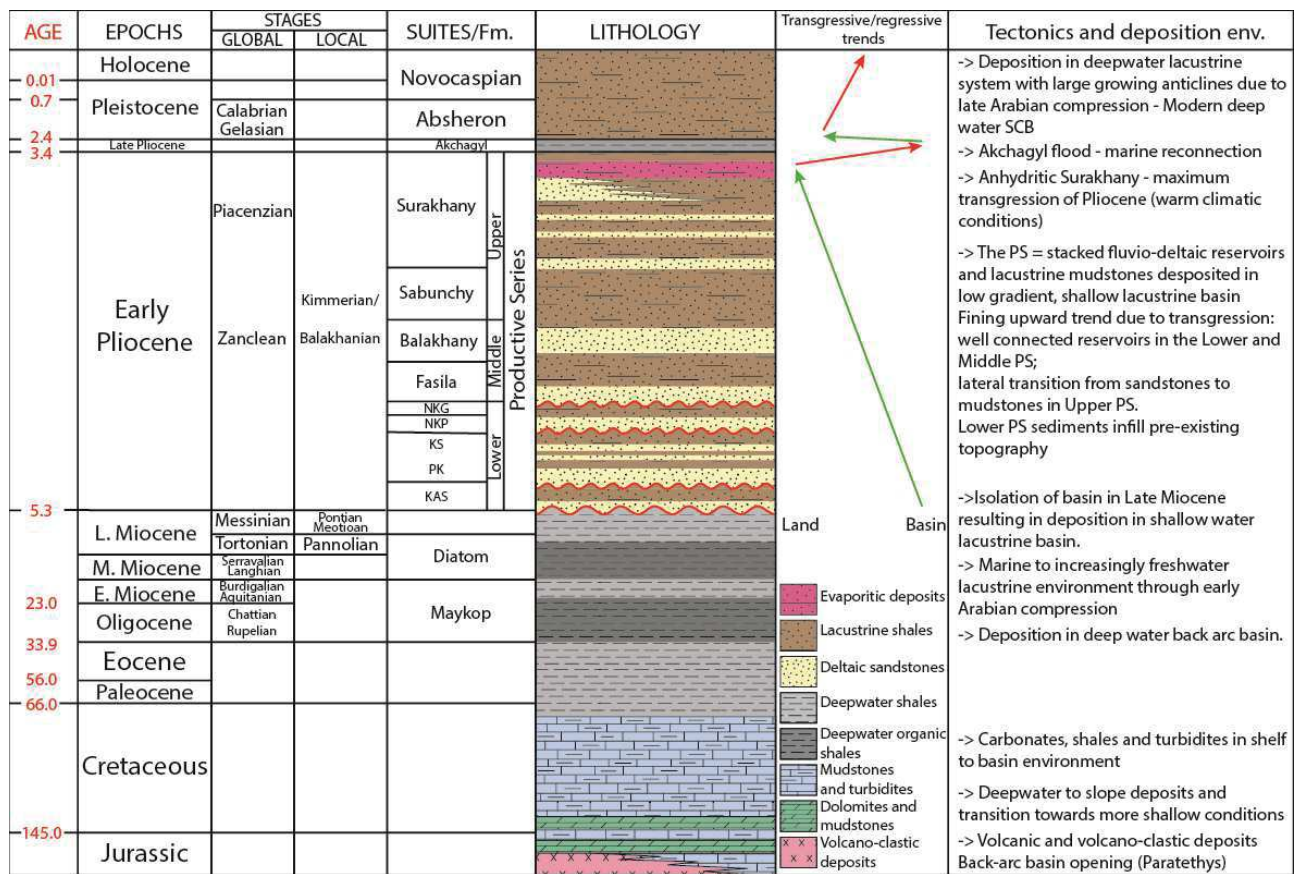 AGE
EPOCHS
STAGES
GLOBAL
LOCAL
SUITES/Fm.
LITHOLOGY
Transgressive/regressive
trends
Tectonics and deposition env.
0.01
0.7
2.4
3.4
5.3
23.0
33.9
56.0
66.0
145.0
Holocene
Pleistocene
Late Pliocene
Early
Pliocene
L. Miocene
M. Miocene
E. Miocene
Oligocene
Eocene
Paleocene
Cretaceous
Jurassic
Calabrian
Gelasian
Piacenzian
Zanclean
Messinian
Tortonian
Serravalian
Langhian
Burdigalian
Aquitanian
Chattian
Rupelian
Kimmerian/
Balakhanian
Pontian
Meotioan
Pannolian
Novocaspian
Absheron
Akchagyl
Surakhany
Sabunchy
Balakhany
Fasila
NKG
NKP
KS
PK
KAS
Diatom
Maykop
Upper
Middle
Lower
Productive Series
Land
Basin
Evaporitic deposits
Lacustrine shales
Deltaic sandstones
Deepwater shales
Deepwater organic
shales
Mudstones
and turbidites
Dolomites and
mudstones
Volcano-clastic
deposits
-> Deposition in deepwater lacustrine
system with large growing anticlines due to
late Arabian compression - Modern deep
water SCB
-> Akchagyl flood - marine reconnection
-> Anhydritic Surakhany - maximum
transgression of Pliocene (warm climatic
conditions)
-> The PS = stacked fluvio-deltaic reservoirs
and lacustrine mudstones desposited in
low gradient, shallow lacustrine basin
Fining upward trend due to transgression:
well connected reservoirs in the Lower and
Middle PS;
lateral transition from sandstones to
mudstones in Upper PS.
Lower PS sediments infill pre-existing
topography
->Isolation of basin in Late Miocene
resulting in deposition in shallow water
lacustrine basin.
-> Marine to increasingly freshwater
lacustrine environment through early
Arabian compression
-> Deposition in deep water back arc basin.
-> Carbonates, shales and turbidites in shelf
to basin environment
-> Deepwater to slope deposits and
transition towards more shallow conditions
-> Volcanic and volcano-clastic deposits
Back-arc basin opening (Paratethys)